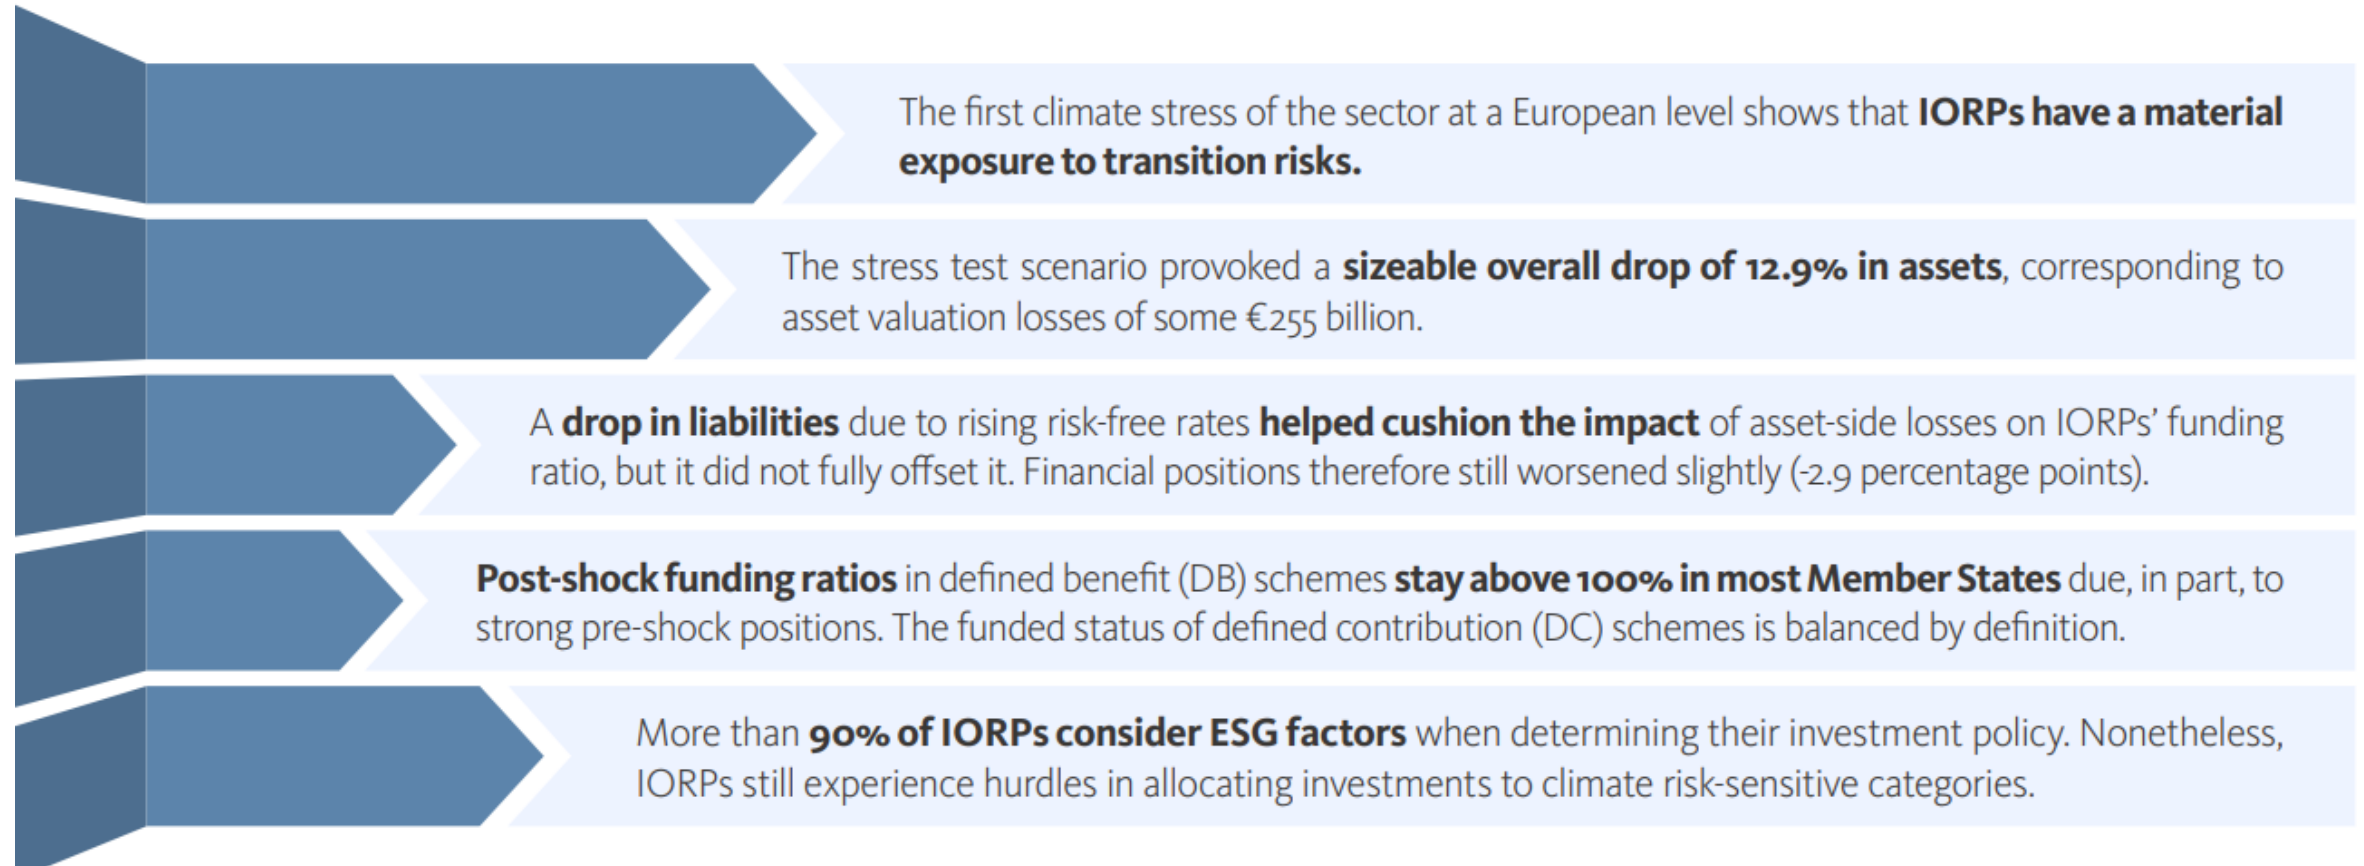 The first climate stress of the sector at a European level shows that IORPs have a material
exposure to transition risks.
The stress test scenario provoked a sizeable overall drop of 12.9% in assets, corresponding to
asset valuation losses of some €255 billion.
A drop in liabilities due to rising risk-free rates helped cushion the impact of asset-side losses on IORPs’ funding
ratio, but it did not fully offset it. Financial positions therefore still worsened slightly (-2.9 percentage points).
Post-shock funding ratios in defined benefit (DB) schemes stay above 100% in most Member States due, in part, to
strong pre-shock positions. The funded status of defined contribution (DC) schemes is balanced by definition.
More than 90% of IORPs consider ESG factors when determining their investment policy. Nonetheless,
IORPs still experience hurdles in allocating investments to climate risk-sensitive categories.